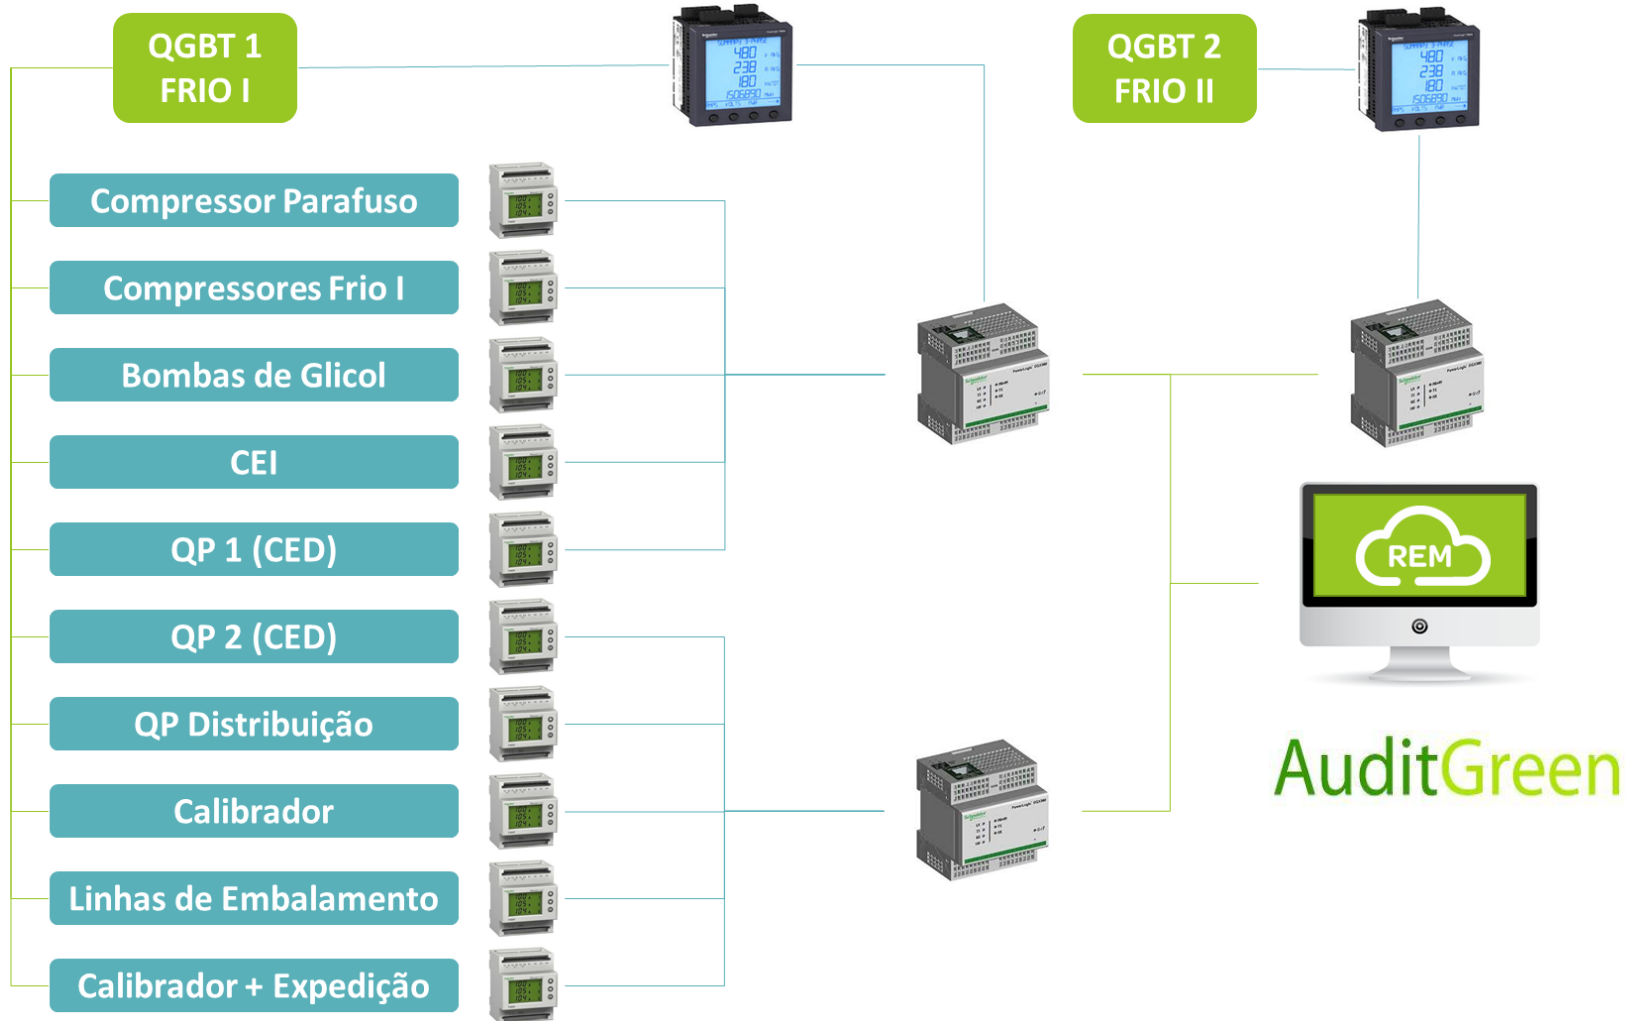 QGBT 1
FRIO I
QGBT 2
FRIO II
Compressor Parafuso
Compressores Frio I
Bombas de Glicol
CEI
QP 1 (CED)
QP 2 (CED)
QP Distribuição
Calibrador
Linhas de Embalamento
Calibrador + Expedição
REM
AuditGreen